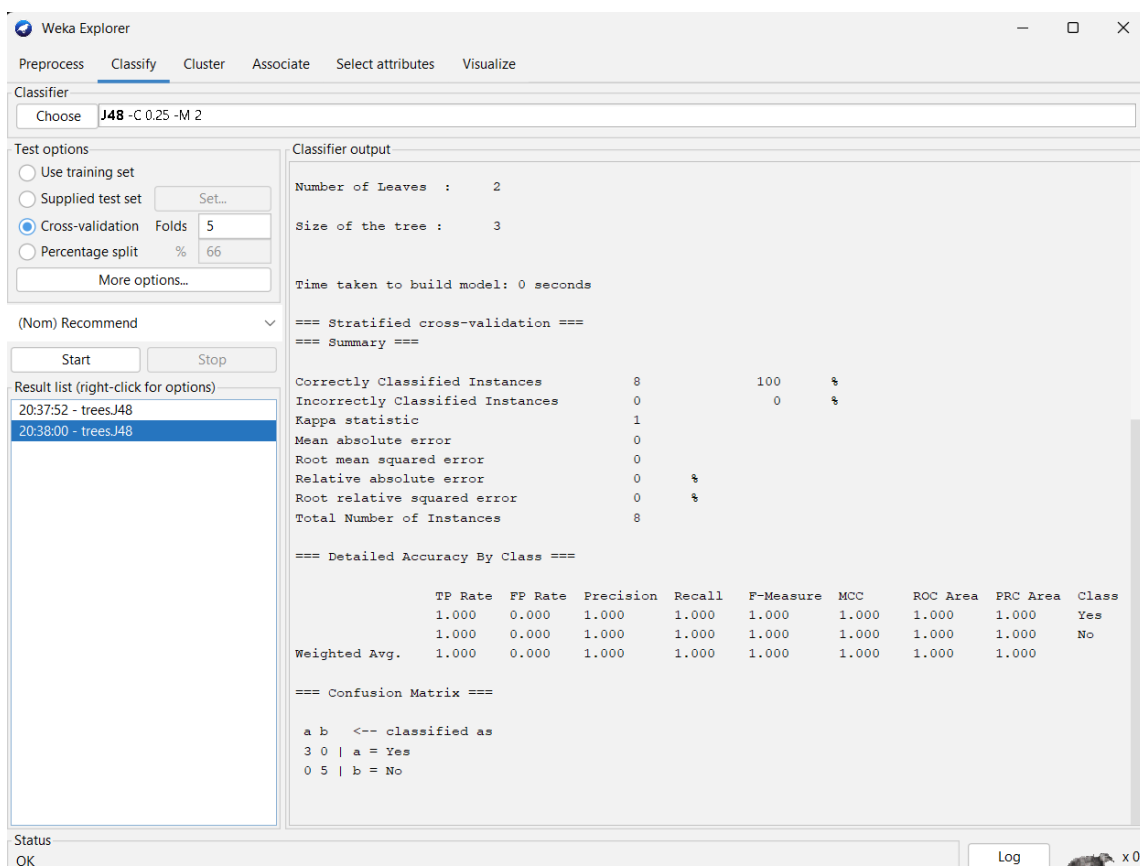 Weka Explorer
Preprocess Classify Cluster Associate Select attributes Visualize
Classifier
Choose J48 -C 0.25 -M 2
Test options
Use training set
Supplied test set Set...
Cross-validation Folds 5
Percentage split % 66
More options...
(Nom) Recommend
Start Stop
Result list (right-click for options)
20:37:52 - trees.J48
20:38:00 - trees.J48
Classifier output
Number of Leaves : 2
Size of the tree : 3
Time taken to build model: 0 seconds
=== Stratified cross-validation ===
=== Summary ===
Correctly Classified Instances 8 100 %
Incorrectly Classified Instances 0 0 %
Kappa statistic 1
Mean absolute error 0
Root mean squared error 0
Relative absolute error 0 %
Root relative squared error 0 %
Total Number of Instances 8
=== Detailed Accuracy By Class ===
TP Rate FP Rate Precision Recall F-Measure MCC ROC Area PRC Area Class
1.000 0.000 1.000 1.000 1.000 1.000 1.000 1.000 Yes
1.000 0.000 1.000 1.000 1.000 1.000 1.000 1.000 No
Weighted Avg. 1.000 0.000 1.000 1.000 1.000 1.000 1.000 1.000
=== Confusion Matrix ===
a b <-- classified as
3 0 | a = Yes
0 5 | b = No
Status
OK
Log
x 0